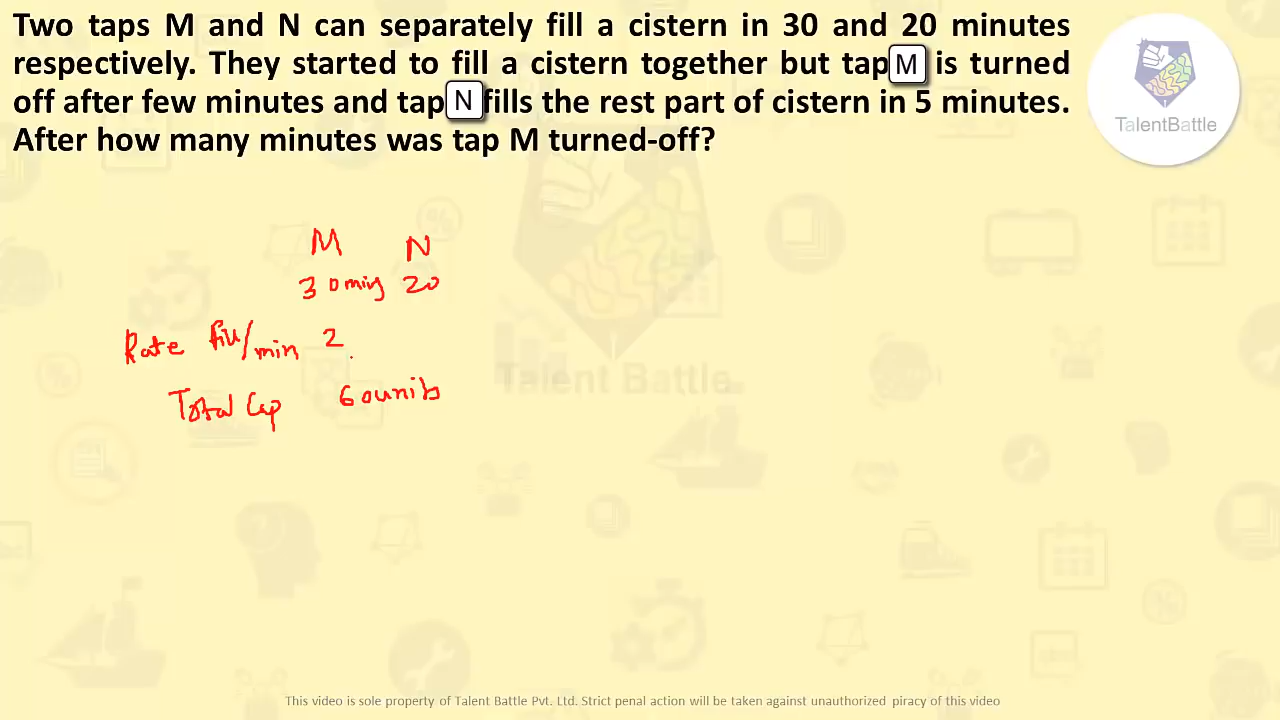 Two taps M and N can separately fill a cistern in 30 and 20 minutes
respectively. They started to fill a cistern together but tap M is turned
off after few minutes and tap N fills the rest part of cistern in 5 minutes.
After how many minutes was tap M turned-off?
TalentBattle
M N
30 min 20
Rate fill/min 2
Total Cap 60 units
Talent Battle
This video is sole property of Talent Battle Pvt. Ltd. Strict penal action will be taken against unauthorized piracy of this video